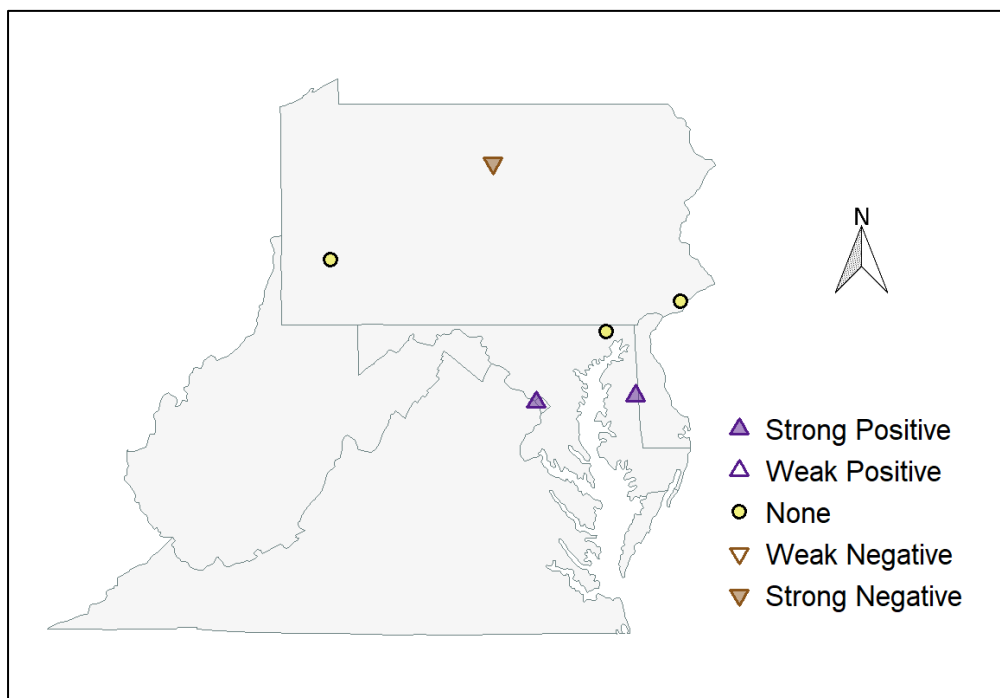 N
Strong Positive
Weak Positive
None
Weak Negative
Strong Negative